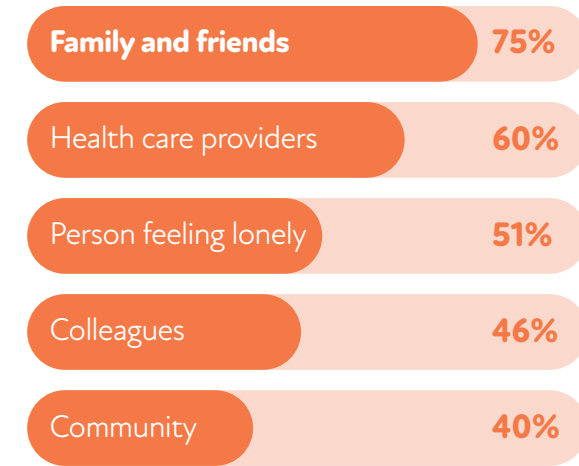 Family and friends 75%
Health care providers 60%
Person feeling lonely 51%
Colleagues 46%
Community 40%